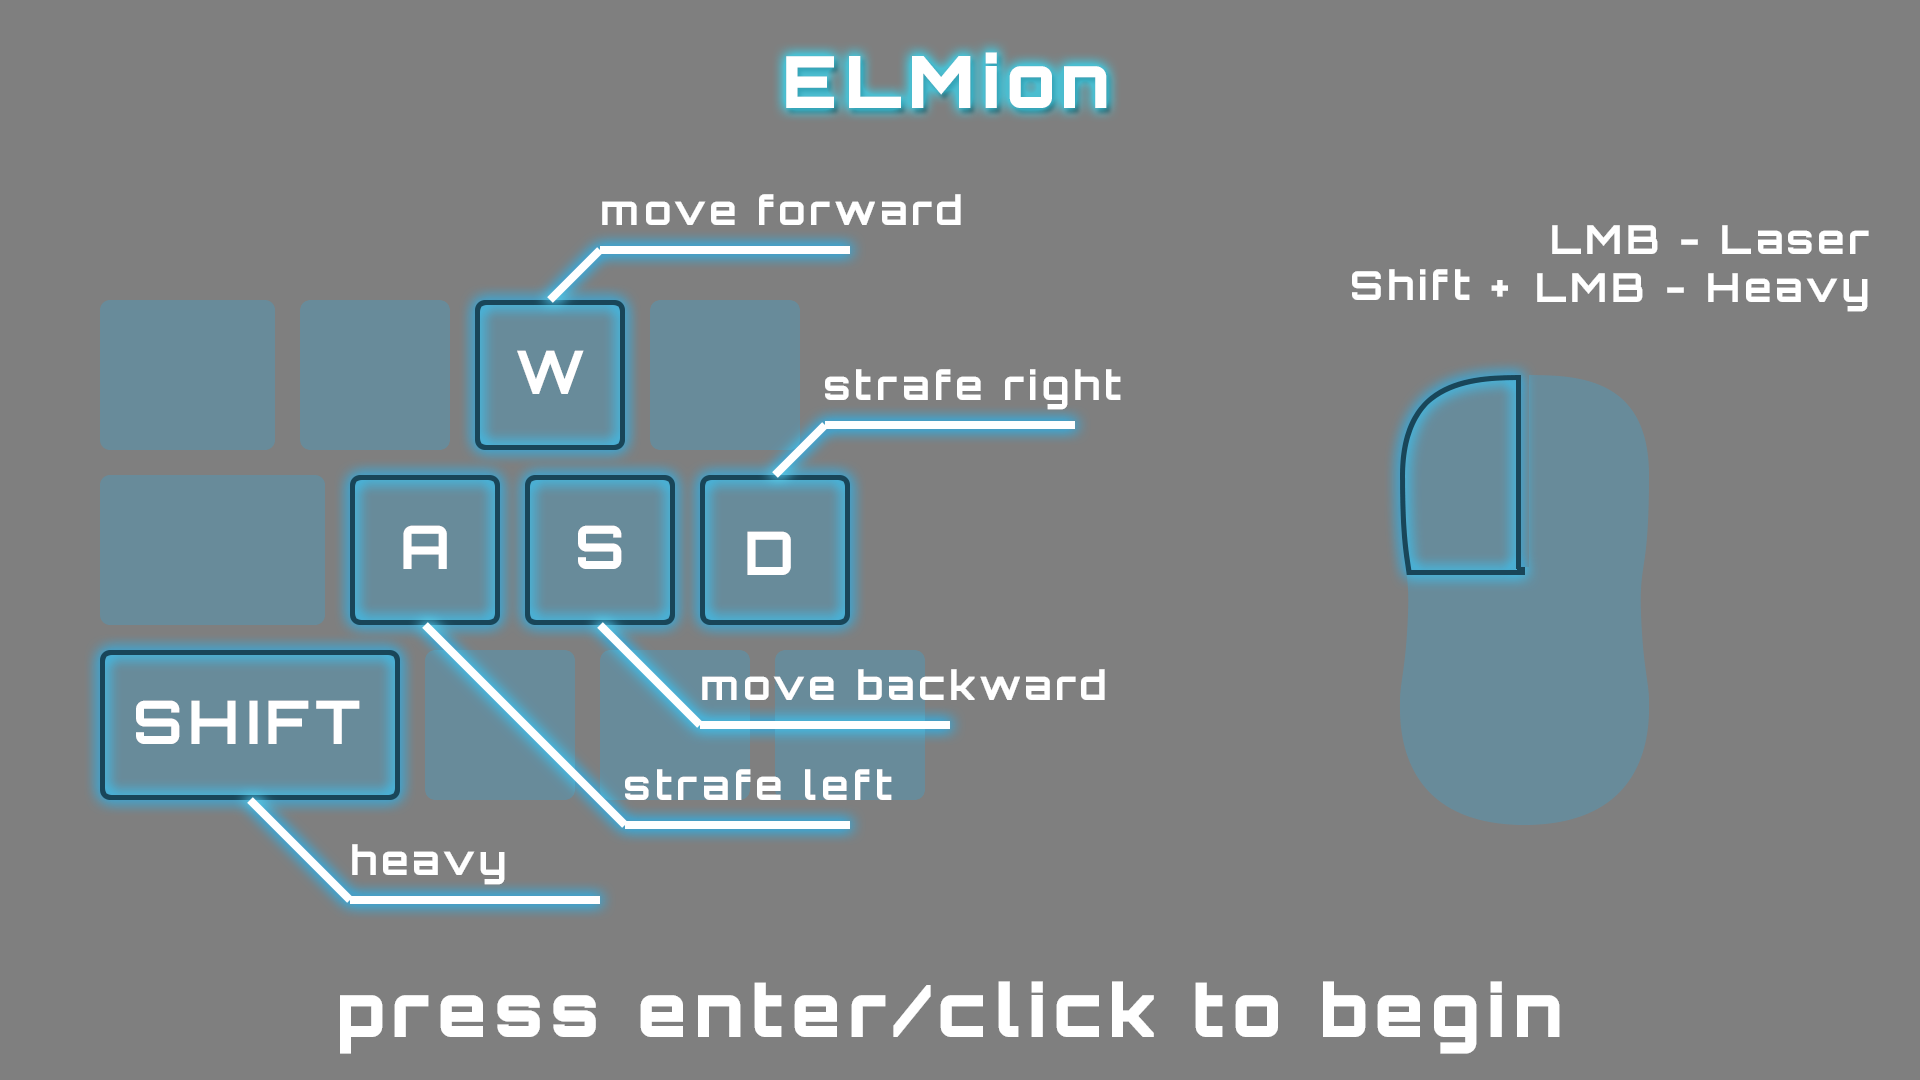 ELMion
move forward
LMB - Laser
Shift + LMB - Heavy
W
strafe right
A
S
D
move backward
SHIFT
strafe left
heavy
press enter/click to begin